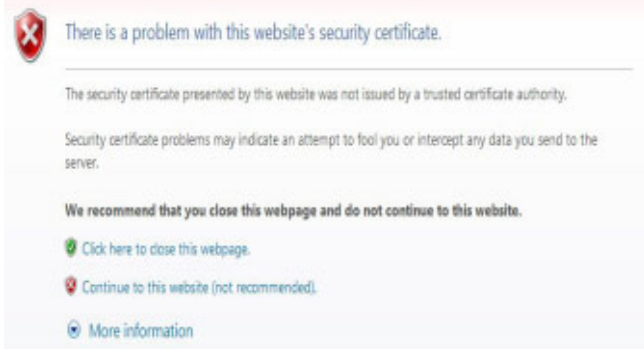 There is a problem with this website's security certificate.
The security certificate presented by this website was not issued by a trusted certificate authority.
Security certificate problems may indicate an attempt to fool you or intercept any data you send to the
server.
We recommend that you close this webpage and do not continue to this website.
Click here to close this webpage.
Continue to this website (not recommended).
More information